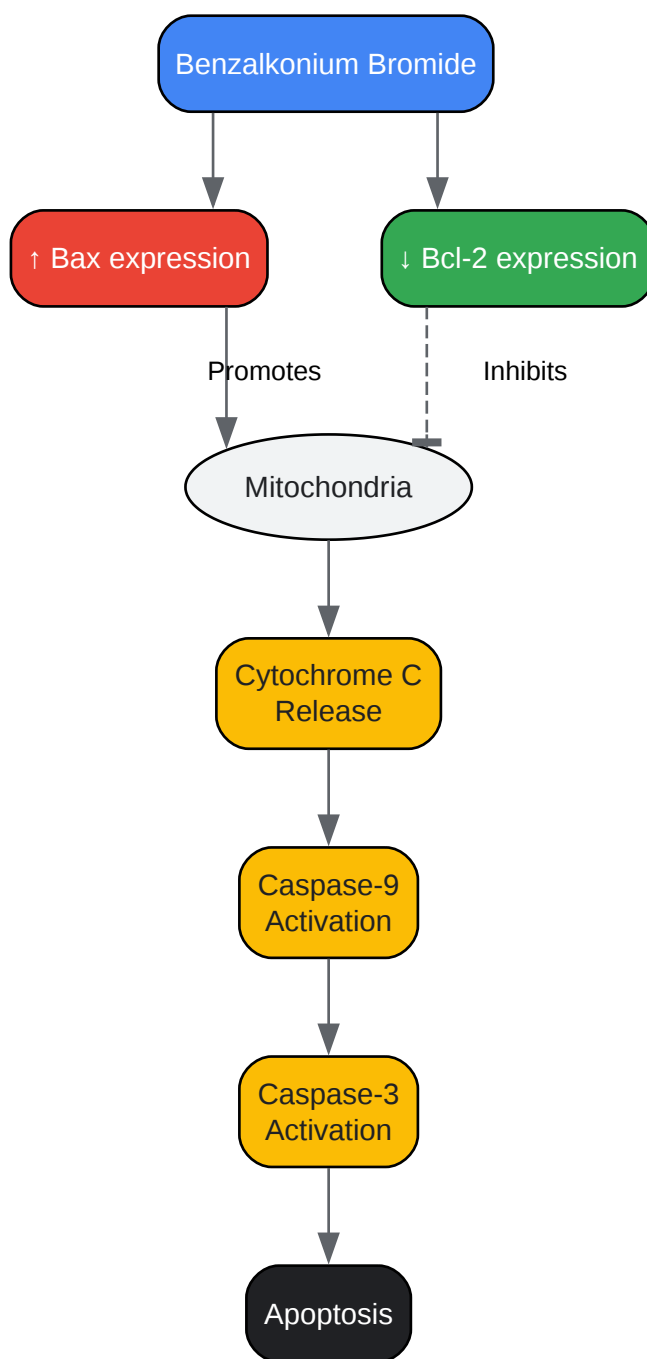 Benzalkonium Bromide
↑ Bax expression
↓ Bcl-2 expression
Promotes
Inhibits
Mitochondria
Cytochrome C
Release
Caspase-9
Activation
Caspase-3
Activation
Apoptosis